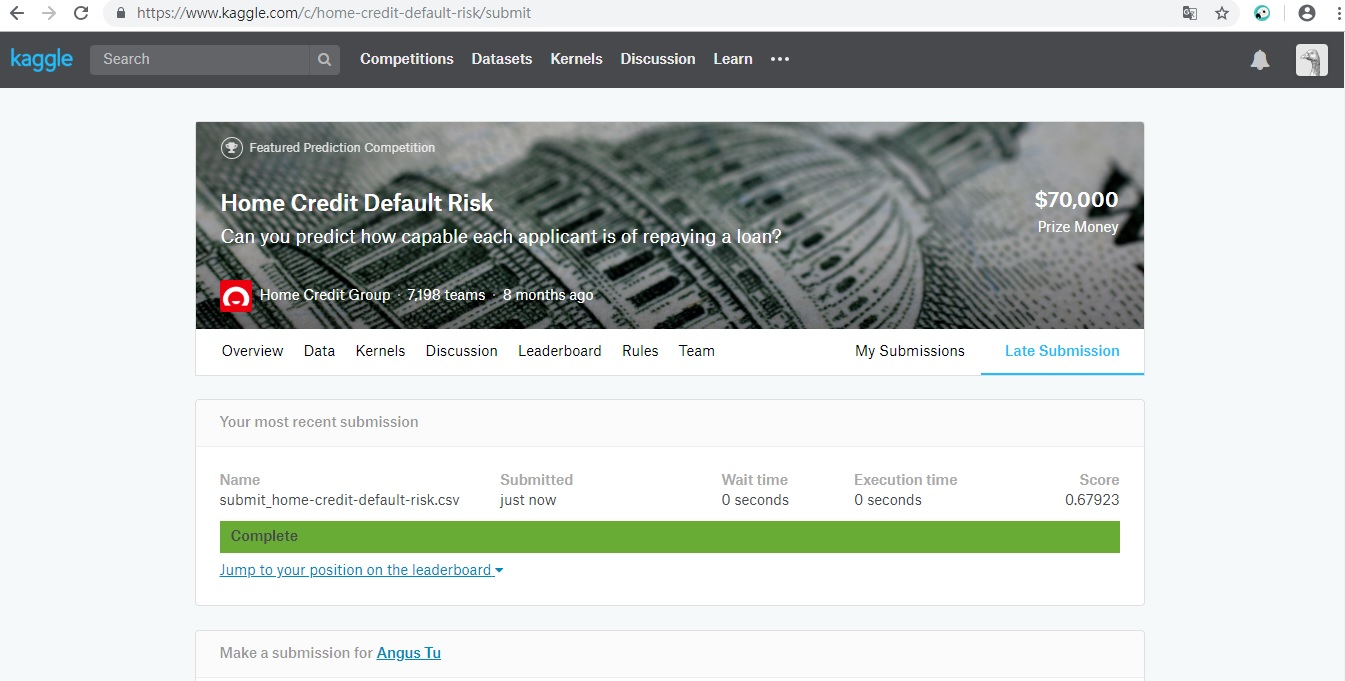 https://www.kaggle.com/c/home-credit-default-risk/submit
kaggle Search Competitions Datasets Kernels Discussion Learn
Featured Prediction Competition
Home Credit Default Risk
$70,000
Can you predict how capable each applicant is of repaying a loan?
Prize Money
Home Credit Group · 7,198 teams · 8 months ago
Overview Data Kernels Discussion Leaderboard Rules Team My Submissions Late Submission
Your most recent submission
Name Submitted Wait time Execution time Score
submit_home-credit-default-risk.csv just now 0 seconds 0 seconds 0.67923
Complete
Jump to your position on the leaderboard
Make a submission for Angus Tu